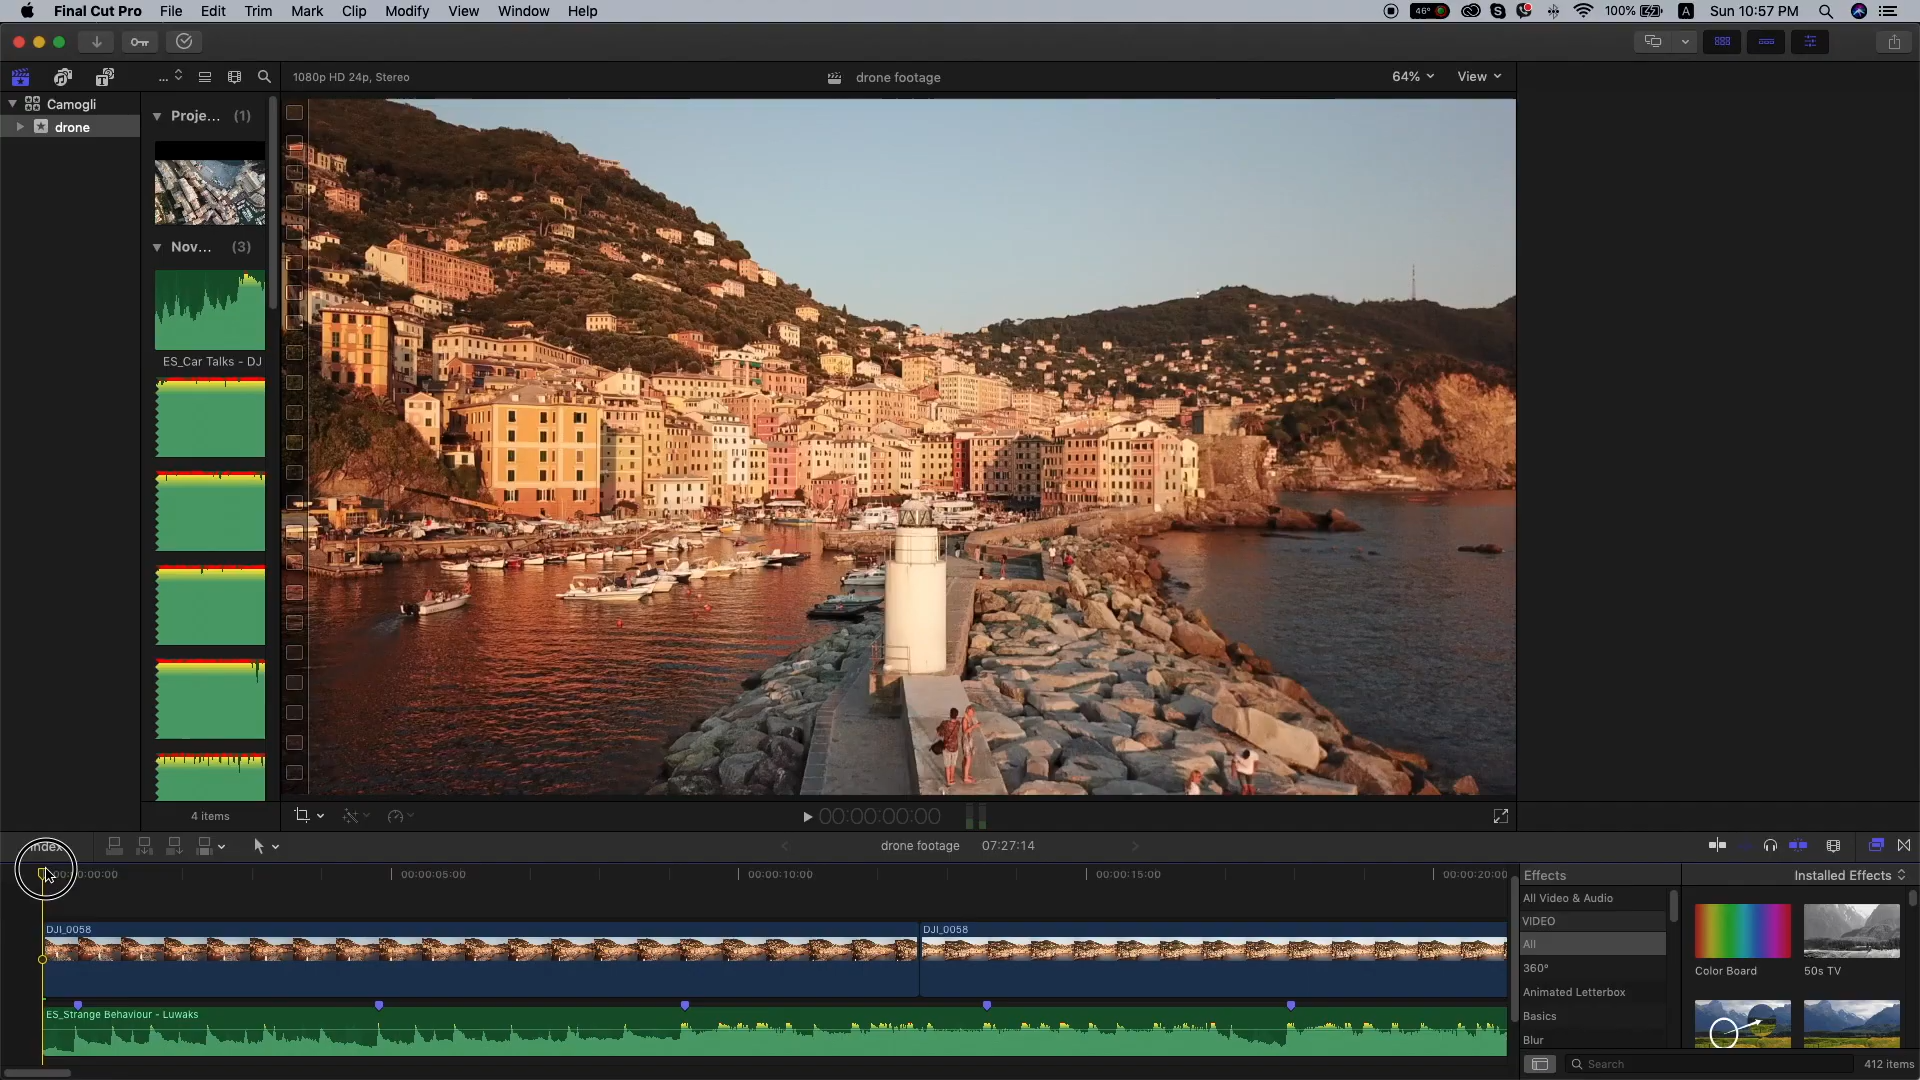 Final Cut Pro File Edit Trim Mark Clip Modify View Window Help
46° 100% A Sun 10:57 PM
... 1080p HD 24p, Stereo drone footage 64% View
Camogli
drone
Proje... (1)
Nov... (3)
ES_Car Talks - DJ
4 items
00:00:00:00
Index
drone footage 07:27:14
00:00:05:00
00:00:10:00
00:00:15:00
00:00:20:00
DJI_0058
DJI_0058
ES_Strange Behaviour - Luwaks
Effects
Installed Effects
All Video & Audio
VIDEO
All
360°
Animated Letterbox
Basics
Blur
Color Board
50s TV
Search
412 items